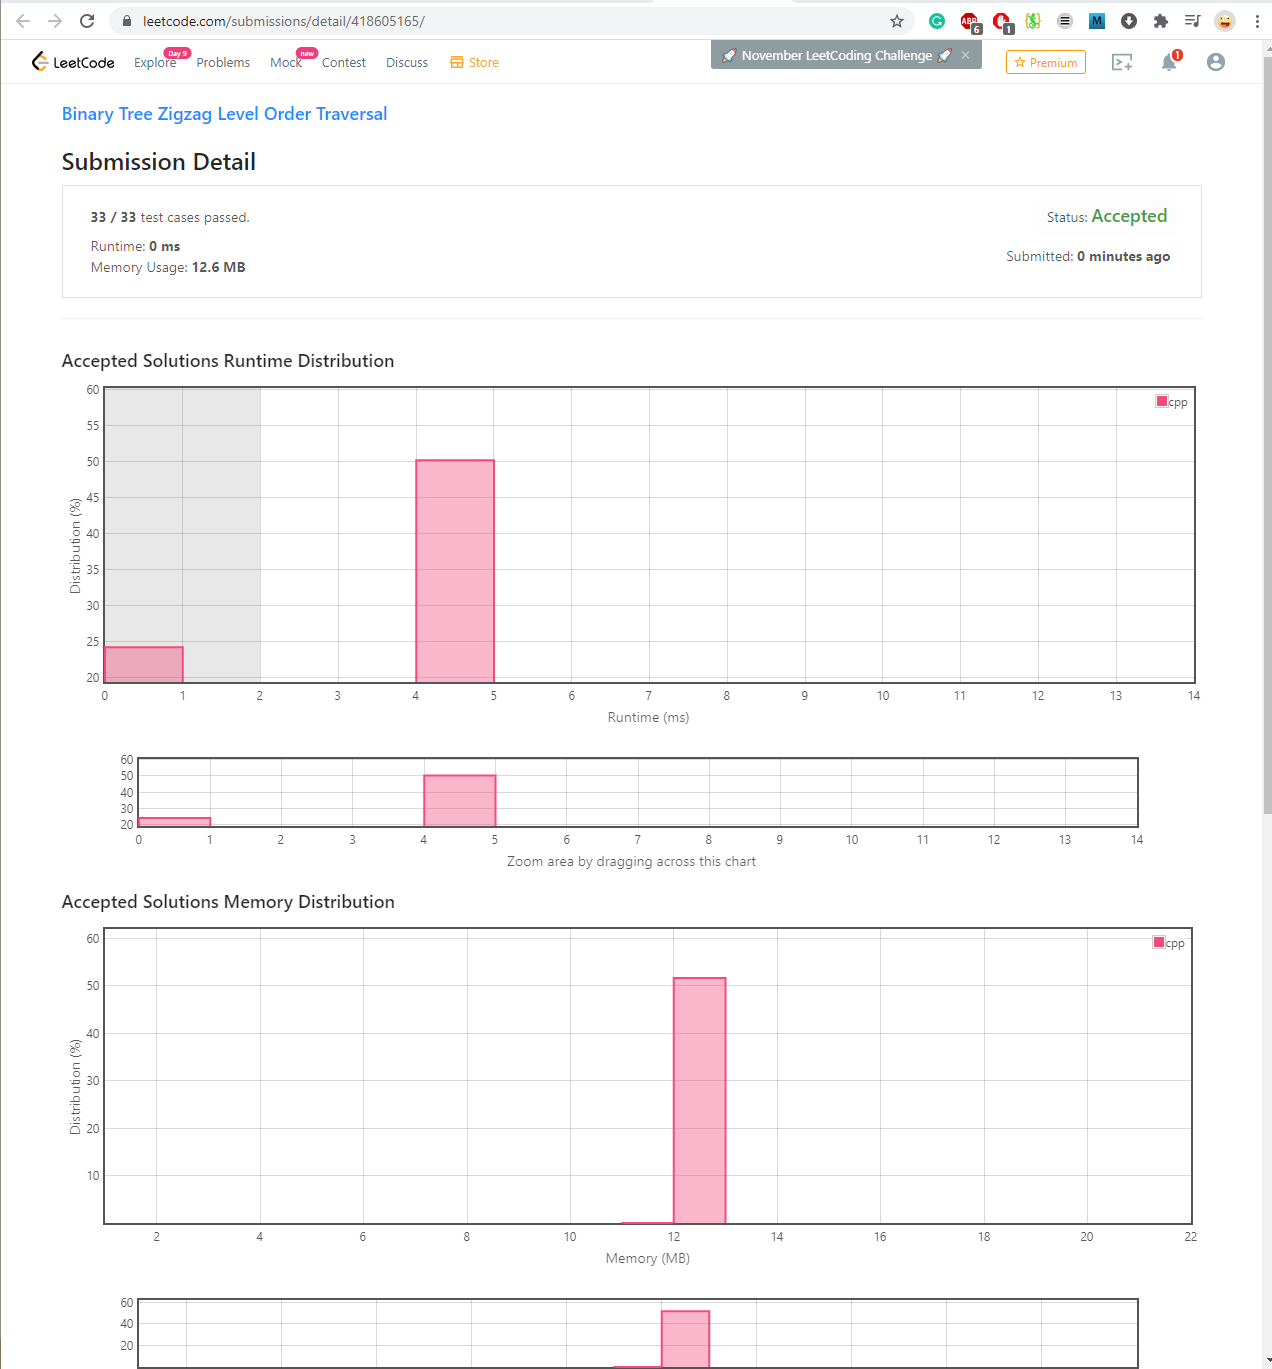 leetcode.com/submissions/detail/418605165/
6
1
M
LeetCode
Explore
Day 9
Problems
Mock
new
Contest
Discuss
Store
November LeetCoding Challenge
×
Premium
1
Binary Tree Zigzag Level Order Traversal
Submission Detail
33 / 33 test cases passed.
Status: Accepted
Runtime: 0 ms
Submitted: 0 minutes ago
Memory Usage: 12.6 MB
Accepted Solutions Runtime Distribution
60
cpp
55
50
45
40
35
30
25
20
Distribution (%)
0 1 2 3 4 5 6 7 8 9 10 11 12 13 14
Runtime (ms)
60
50
40
30
20
0 1 2 3 4 5 6 7 8 9 10 11 12 13 14
Zoom area by dragging across this chart
Accepted Solutions Memory Distribution
60
cpp
50
40
30
20
10
Distribution (%)
2 4 6 8 10 12 14 16 18 20 22
Memory (MB)
60
40
20